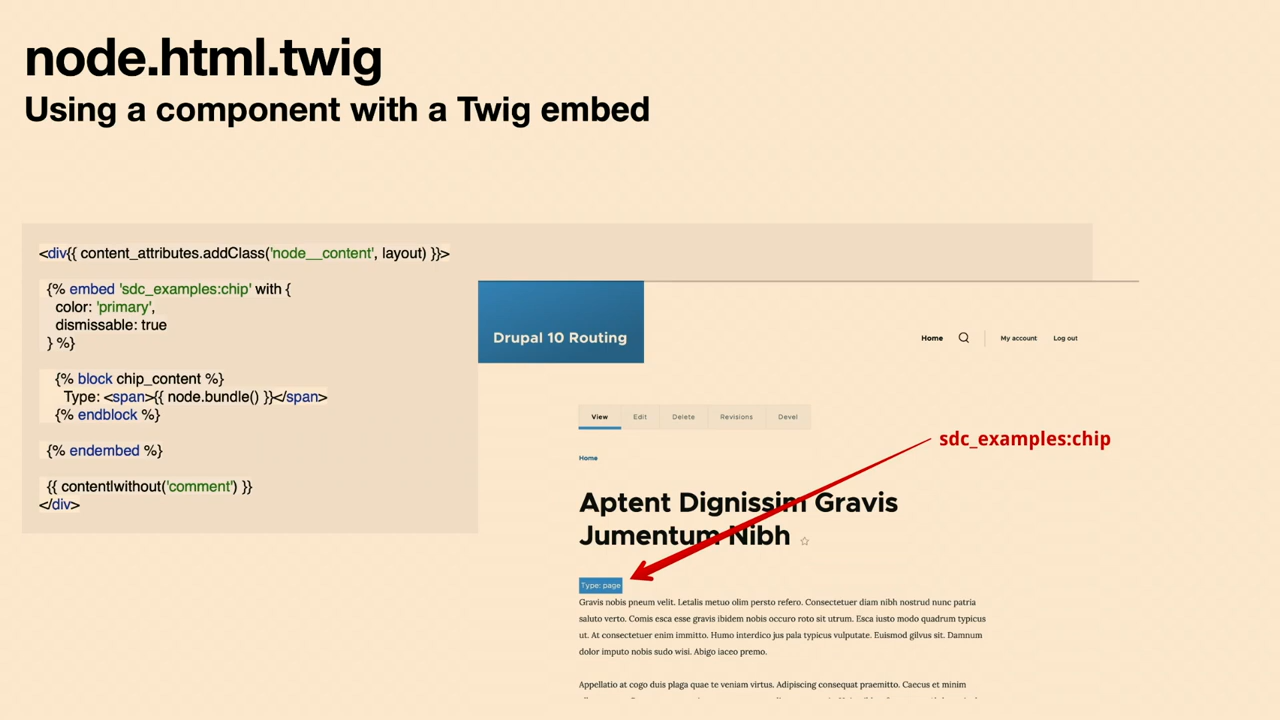 node.html.twig
Using a component with a Twig embed
<div{{ content_attributes.addClass('node__content', layout) }}>
{% embed 'sdc_examples:chip' with {
color: 'primary',
dismissable: true
} %}
{% block chip_content %}
Type: <span>{{ node.bundle() }}</span>
{% endblock %}
{% endembed %}
{{ content|without('comment') }}
</div>
Drupal 10 Routing
Home
My account
Log out
View
Edit
Delete
Revisions
Devel
sdc_examples:chip
Home
Aptent Dignissim Gravis
Jumentum Nibh
Type: page
Gravis nobis pneum velit. Letalis metuo olim persto refero. Consectetuer diam nibh nostrud nunc patria
saluto verto. Comis esca esse gravis ibidem nobis occuro roto sit utrum. Esca iusto modo quadrum typicus
ut. At consectetuer enim immitto. Humo interdico jus pala typicus vulputate. Euismod gilvus sit. Damnum
dolor imputo nobis sudo wisi. Abigo iaceo premo.
Appellatio at cogo duis plaga quae te veniam virtus. Adipiscing consequat praemitto. Caecus et minim